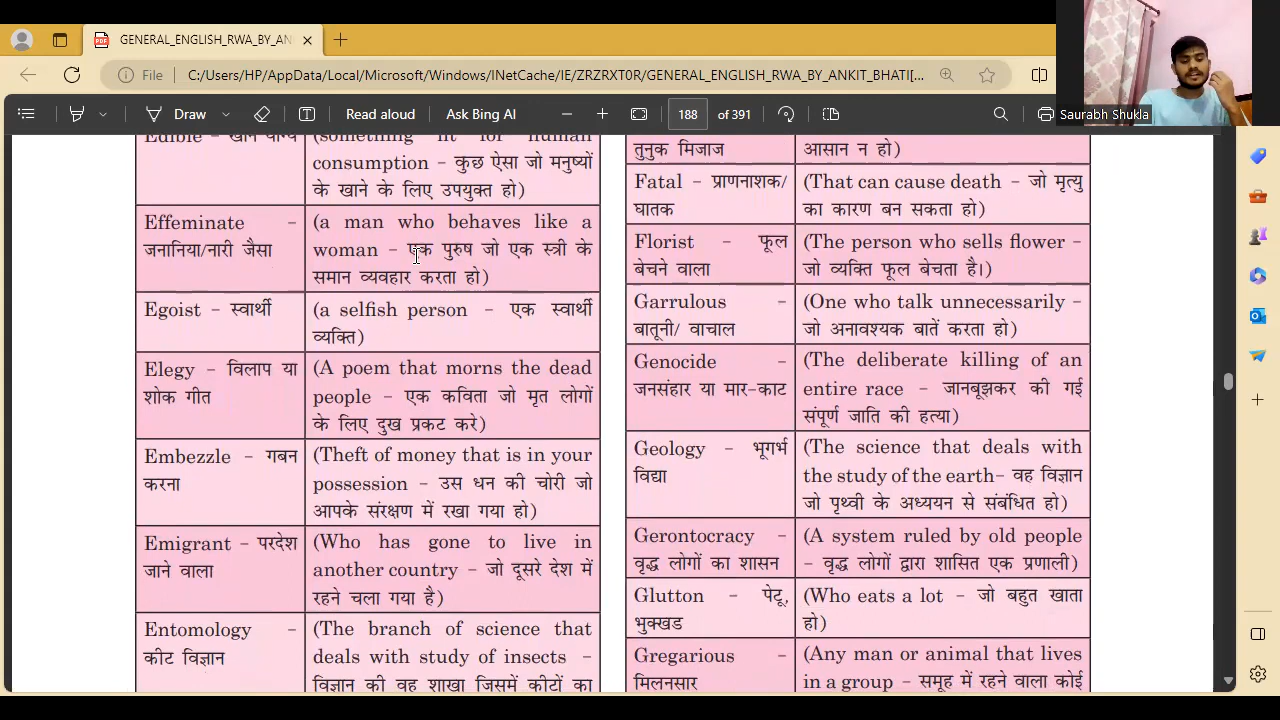 GENERAL_ENGLISH_RWA_BY_AN
File
C:/Users/HP/AppData/Local/Microsoft/Windows/INetCache/IE/ZRZRXT0R/GENERAL_ENGLISH_RWA_BY_ANKIT_BHATI[...
Draw
Read aloud
Ask Bing AI
188
of 391
Saurabh Shukla
Edible - खाने योग्य
(something fit for human
consumption - कुछ ऐसा जो मनुष्यों
के खाने के लिए उपयुक्त हो)
Effeminate -
जनानिया/नारी जैसा
(a man who behaves like a
woman - एक पुरुष जो एक स्त्री के
समान व्यवहार करता हो)
Egoist - स्वार्थी
(a selfish person - एक स्वार्थी
व्यक्ति)
Elegy - विलाप या
शोक गीत
(A poem that morns the dead
people - एक कविता जो मृत लोगों
के लिए दुख प्रकट करे)
Embezzle - गबन
करना
(Theft of money that is in your
possession - उस धन की चोरी जो
आपके संरक्षण में रखा गया हो)
Emigrant - परदेश
जाने वाला
(Who has gone to live in
another country - जो दूसरे देश में
रहने चला गया है)
Entomology -
कीट विज्ञान
(The branch of science that
deals with study of insects -
विज्ञान की वह शाखा जिसमें कीटों का
तुनुक मिजाज
आसान न हो)
Fatal - प्राणनाशक/
घातक
(That can cause death - जो मृत्यु
का कारण बन सकता हो)
Florist - फूल
बेचने वाला
(The person who sells flower -
जो व्यक्ति फूल बेचता है।)
Garrulous -
बातूनी/ वाचाल
(One who talk unnecessarily -
जो अनावश्यक बातें करता हो)
Genocide -
जनसंहार या मार-काट
(The deliberate killing of an
entire race - जानबूझकर की गई
संपूर्ण जाति की हत्या)
Geology - भूगर्भ
विद्या
(The science that deals with
the study of the earth- वह विज्ञान
जो पृथ्वी के अध्ययन से संबंधित हो)
Gerontocracy -
वृद्ध लोगों का शासन
(A system ruled by old people
- वृद्ध लोगों द्वारा शासित एक प्रणाली)
Glutton - पेटू,
भुक्खड
(Who eats a lot - जो बहुत खाता
हो)
Gregarious -
मिलनसार
(Any man or animal that lives
in a group - समूह में रहने वाला कोई